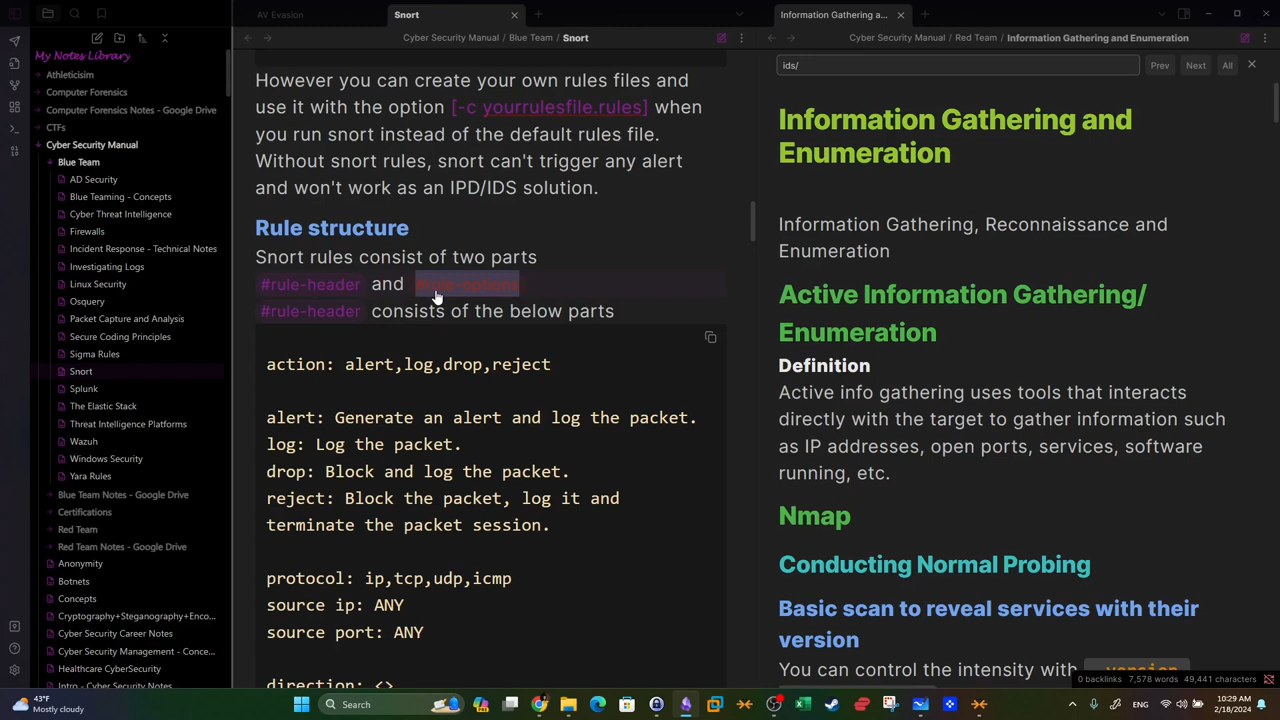 AV Evasion
Snort
Information Gathering a...
Cyber Security Manual / Blue Team / Snort
Cyber Security Manual / Red Team / Information Gathering and Enumeration
My Notes Library
Athleticisim
Computer Forensics
Computer Forensics Notes - Google Drive
CTFs
Cyber Security Manual
Blue Team
AD Security
Blue Teaming - Concepts
Cyber Threat Intelligence
Firewalls
Incident Response - Technical Notes
Investigating Logs
Linux Security
Osquery
Packet Capture and Analysis
Secure Coding Principles
Sigma Rules
Snort
Splunk
The Elastic Stack
Threat Intelligence Platforms
Wazuh
Windows Security
Yara Rules
Blue Team Notes - Google Drive
Certifications
Red Team
Red Team Notes - Google Drive
Anonymity
Botnets
Concepts
Cryptography+Steganography+Enco...
Cyber Security Career Notes
Cyber Security Management - Conce...
Healthcare CyberSecurity
Intro - Cyber Security Notes
However you can create your own rules files and
use it with the option [-c yourrulesfile.rules] when
you run snort instead of the default rules file.
Without snort rules, snort can't trigger any alert
and won't work as an IPD/IDS solution.
Rule structure
Snort rules consist of two parts
#rule-header and #rule-options
#rule-header consists of the below parts
action: alert,log,drop,reject
alert: Generate an alert and log the packet.
log: Log the packet.
drop: Block and log the packet.
reject: Block the packet, log it and
terminate the packet session.
protocol: ip,tcp,udp,icmp
source ip: ANY
source port: ANY
direction: <>
ids/
Prev
Next
All
Information Gathering and
Enumeration
Information Gathering, Reconnaissance and
Enumeration
Active Information Gathering/
Enumeration
Definition
Active info gathering uses tools that interacts
directly with the target to gather information such
as IP addresses, open ports, services, software
running, etc.
Nmap
Conducting Normal Probing
Basic scan to reveal services with their
version
You can control the intensity with --version
0 backlinks
7,578 words
49,441 characters
43°F
Mostly cloudy
Search
ENG
10:29 AM
2/18/2024